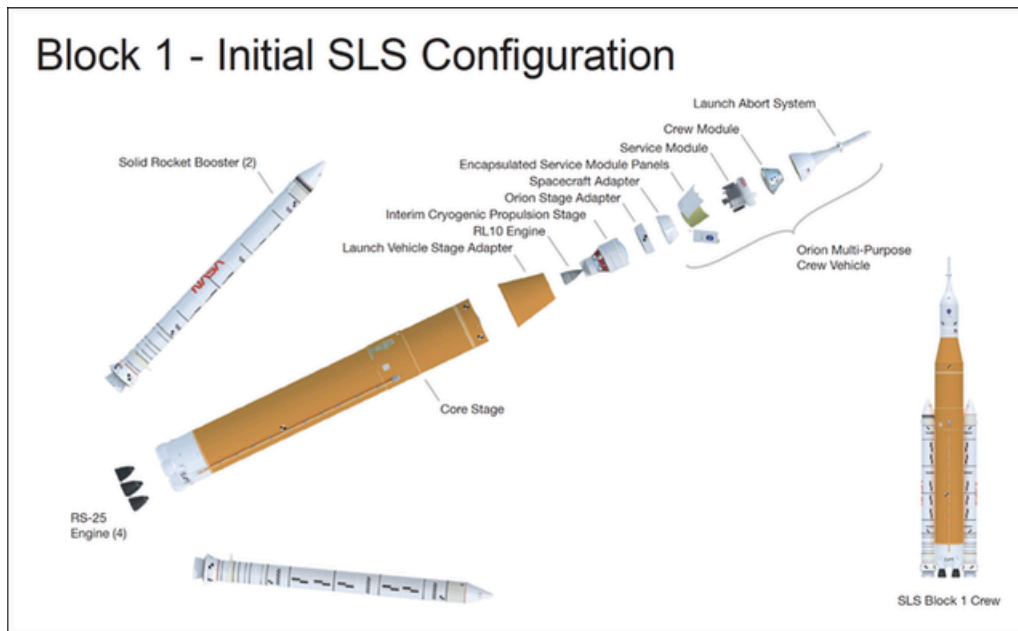 Block 1 - Initial SLS Configuration
Launch Abort System
Crew Module
Solid Rocket Booster (2)
Service Module
Encapsulated Service Module Panels
Spacecraft Adapter
Orion Stage Adapter
Interim Cryogenic Propulsion Stage
RL10 Engine
Launch Vehicle Stage Adapter
Orion Multi-Purpose
Crew Vehicle
NASA
Core Stage
RS-25
Engine (4)
SLS Block 1 Crew